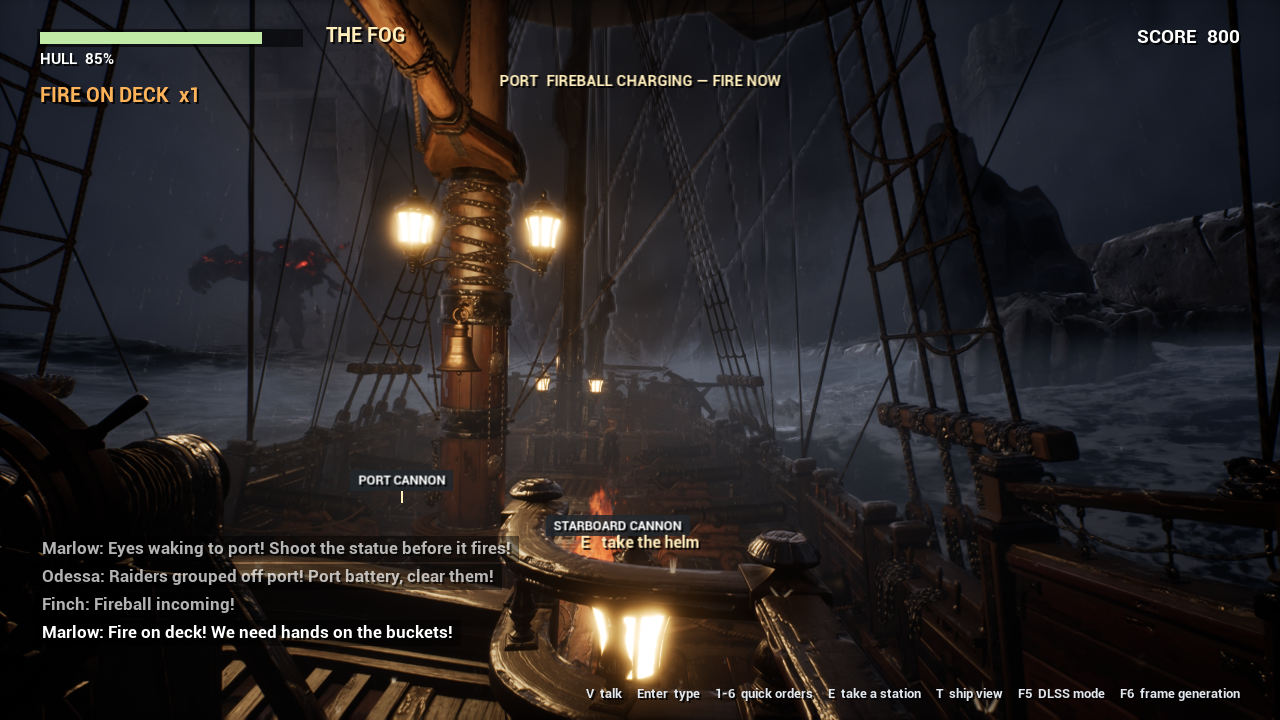 THE FOG
SCORE 800
HULL 85%
PORT FIREBALL CHARGING — FIRE NOW
FIRE ON DECK x1
PORT CANNON
STARBOARD CANNON
E take the helm
Marlow: Eyes waking to port! Shoot the statue before it fires!
Odessa: Raiders grouped off port! Port battery, clear them!
Finch: Fireball incoming!
Marlow: Fire on deck! We need hands on the buckets!
V talk Enter type 1-6 quick orders E take a station T ship view F5 DLSS mode F6 frame generation